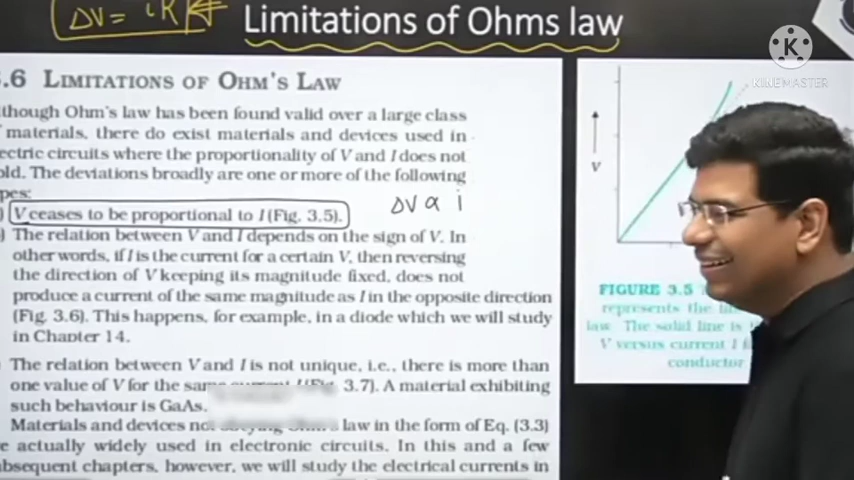 ΔV = iR
Limitations of Ohms law
KINEMASTER
.6 LIMITATIONS OF OHM'S LAW
though Ohm's law has been found valid over a large class
materials, there do exist materials and devices used in
ectric circuits where the proportionality of V and I does not
old. The deviations broadly are one or more of the following
pes:
) V ceases to be proportional to I (Fig. 3.5).
ΔV α i
) The relation between V and I depends on the sign of V. In
other words, if I is the current for a certain V, then reversing
the direction of V keeping its magnitude fixed, does not
produce a current of the same magnitude as I in the opposite direction
(Fig. 3.6). This happens, for example, in a diode which we will study
in Chapter 14.
The relation between V and I is not unique, i.e., there is more than
one value of V for the same current I (Fig. 3.7). A material exhibiting
such behaviour is GaAs.
Materials and devices not obeying Ohm's law in the form of Eq. (3.3)
e actually widely used in electronic circuits. In this and a few
bsequent chapters, however, we will study the electrical currents in
V
FIGURE 3.5
represents the
law. The solid line is
V versus current I
conductor